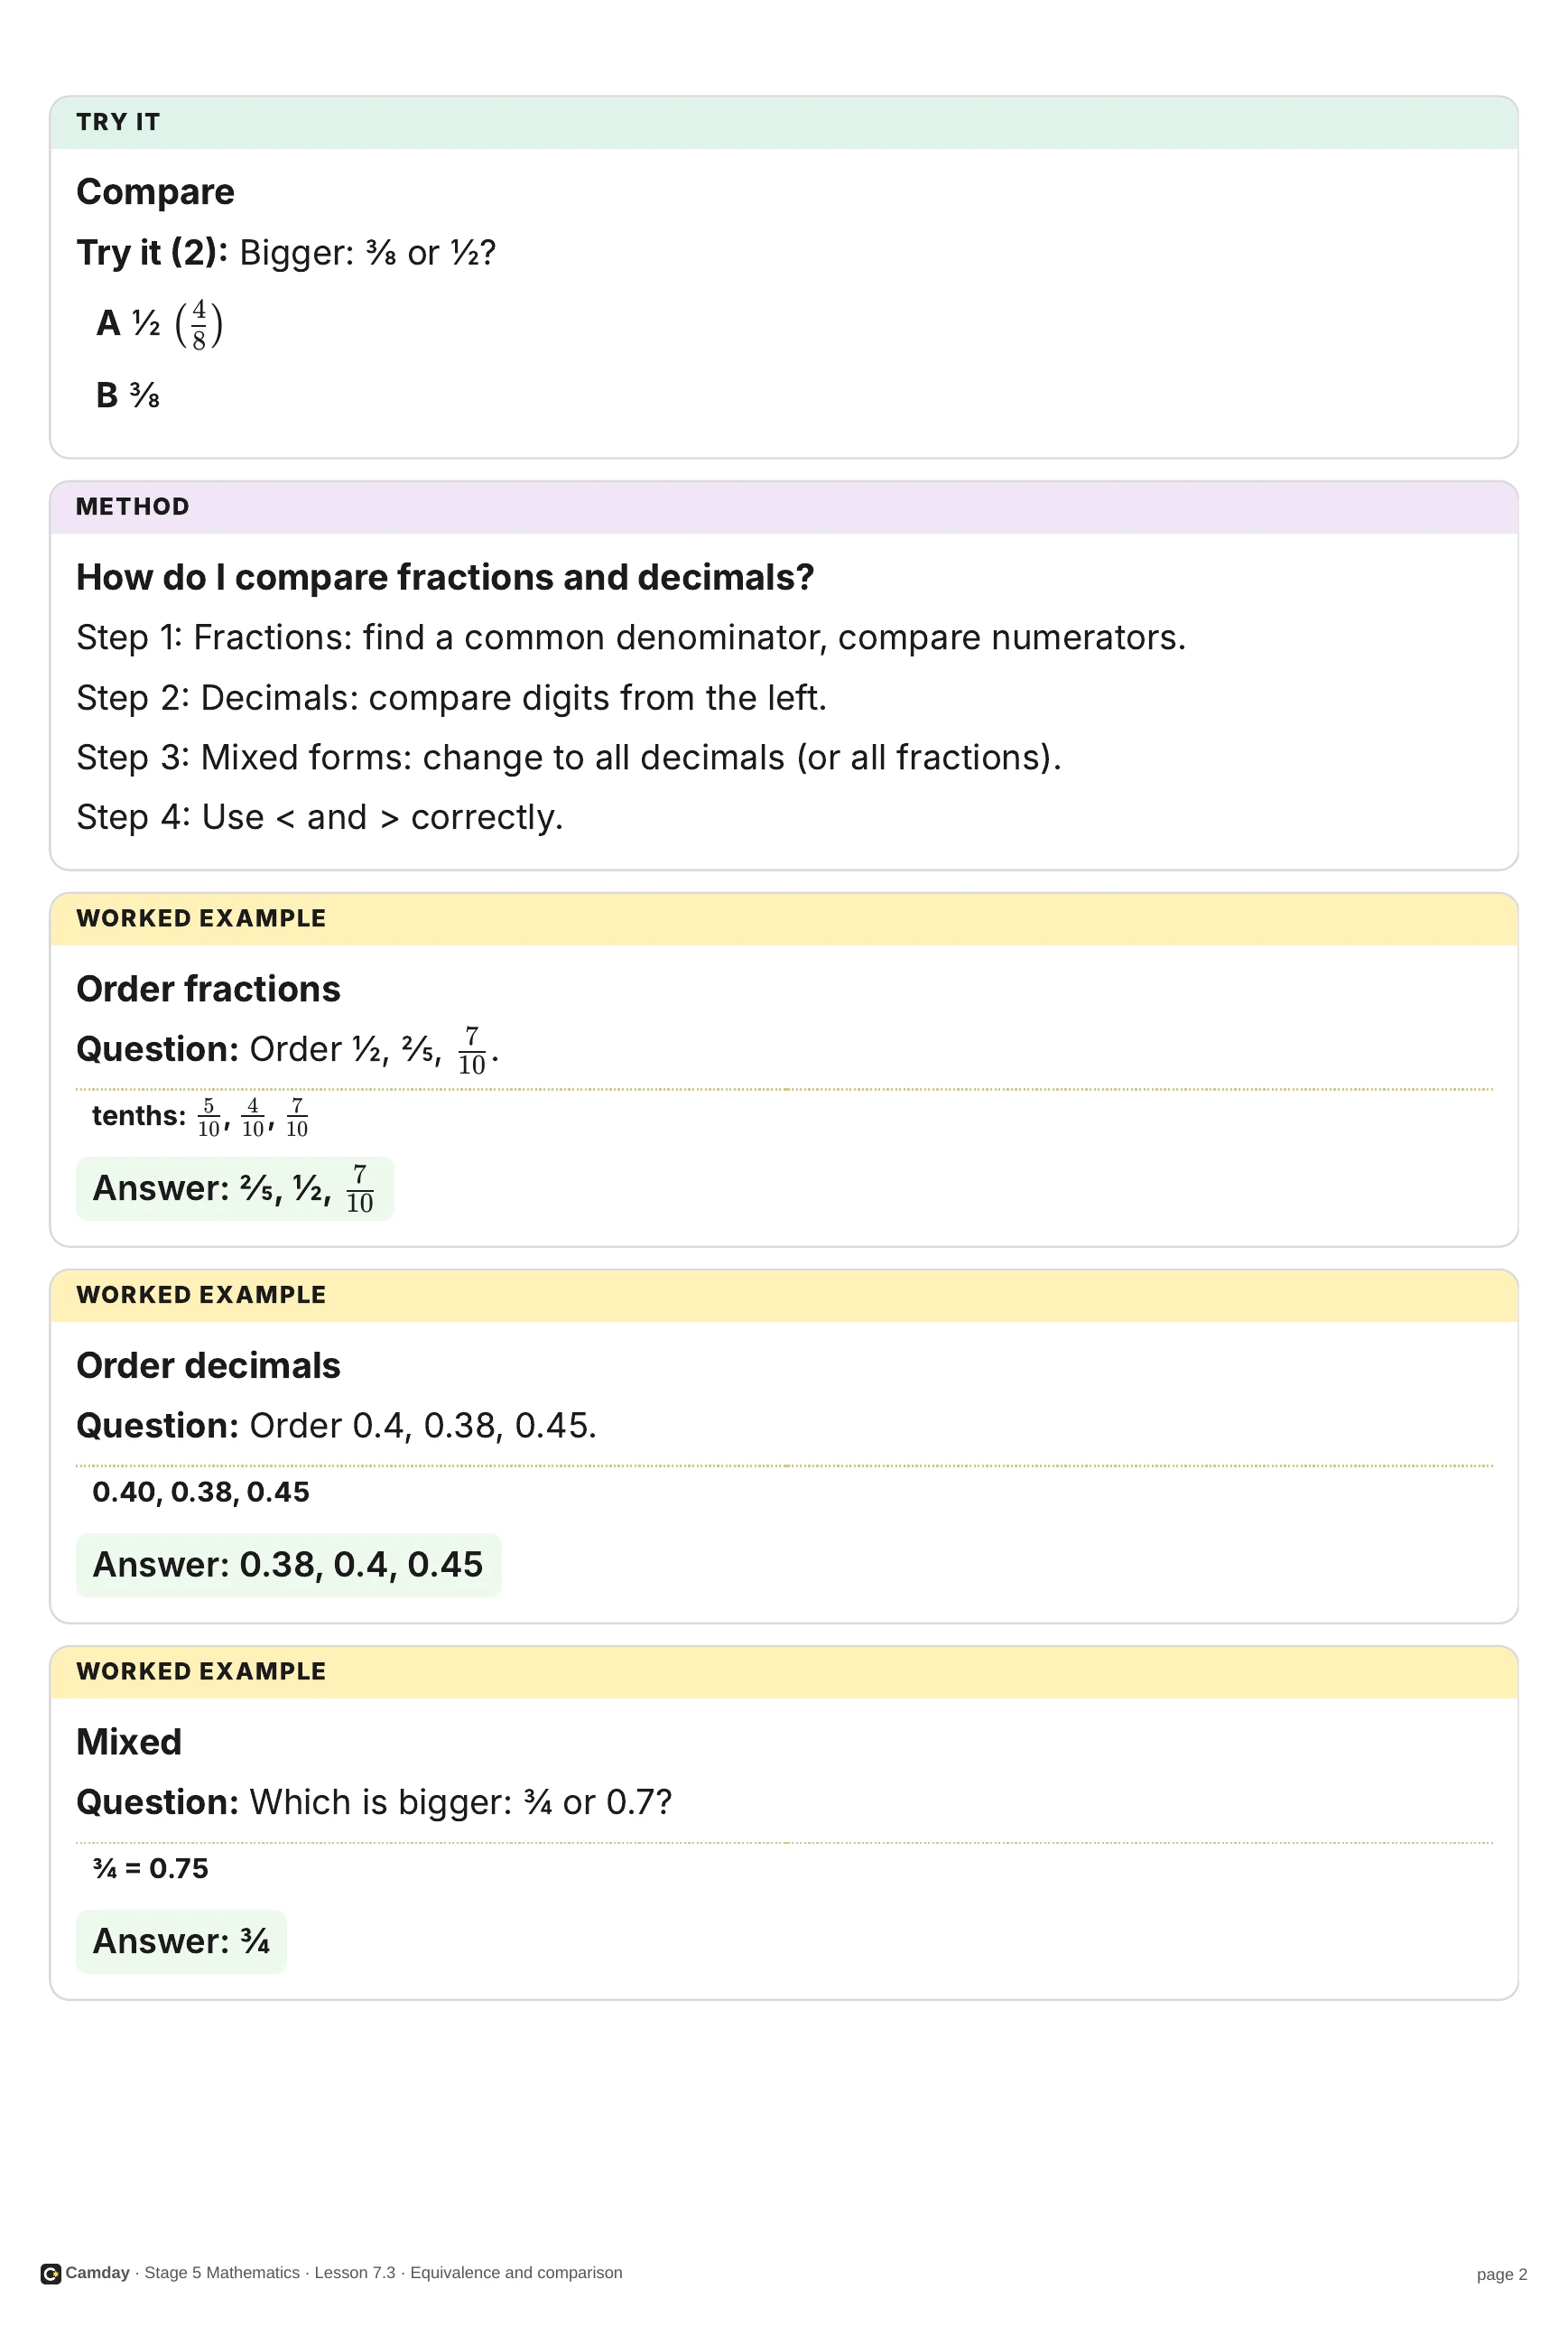 TRY IT
Compare
Try it (2): Bigger: ⅜ or ½?
A ½ (4/8)
B ⅜
METHOD
How do I compare fractions and decimals?
Step 1: Fractions: find a common denominator, compare numerators.
Step 2: Decimals: compare digits from the left.
Step 3: Mixed forms: change to all decimals (or all fractions).
Step 4: Use < and > correctly.
WORKED EXAMPLE
Order fractions
Question: Order ½, ⅖, 7/10.
tenths: 5/10, 4/10, 7/10
Answer: ⅖, ½, 7/10
WORKED EXAMPLE
Order decimals
Question: Order 0.4, 0.38, 0.45.
0.40, 0.38, 0.45
Answer: 0.38, 0.4, 0.45
WORKED EXAMPLE
Mixed
Question: Which is bigger: ¾ or 0.7?
¾ = 0.75
Answer: ¾
Camday · Stage 5 Mathematics · Lesson 7.3 · Equivalence and comparison
page 2